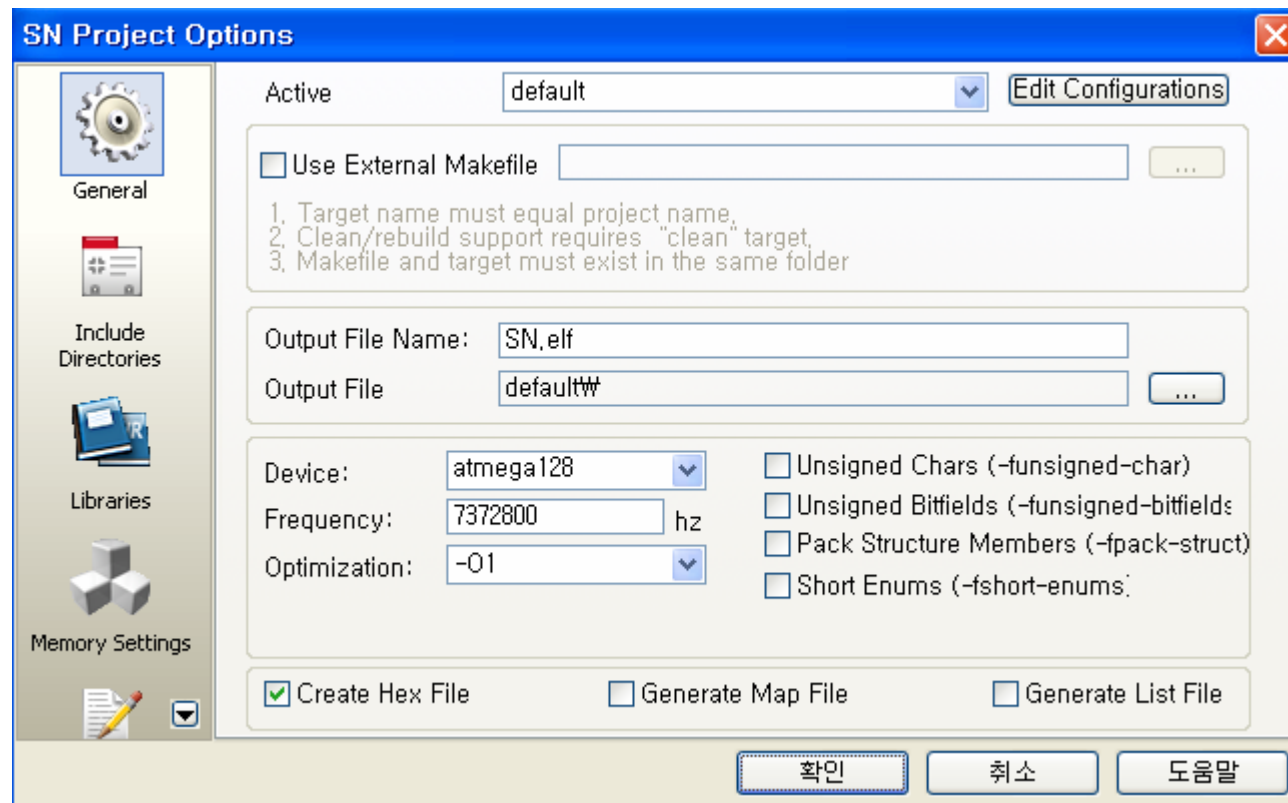 SN Project Options
General
Include
Directories
Libraries
Memory Settings
Active
default
Edit Configurations
Use External Makefile
...
1. Target name must equal project name.
2. Clean/rebuild support requires "clean" target.
3. Makefile and target must exist in the same folder
Output File Name:
SN.elf
Output File
default₩
...
Device:
atmega128
Frequency:
7372800
hz
Optimization:
-O1
Unsigned Chars (-funsigned-char)
Unsigned Bitfields (-funsigned-bitfields
Pack Structure Members (-fpack-struct)
Short Enums (-fshort-enums)
Create Hex File
Generate Map File
Generate List File
확인
취소
도움말